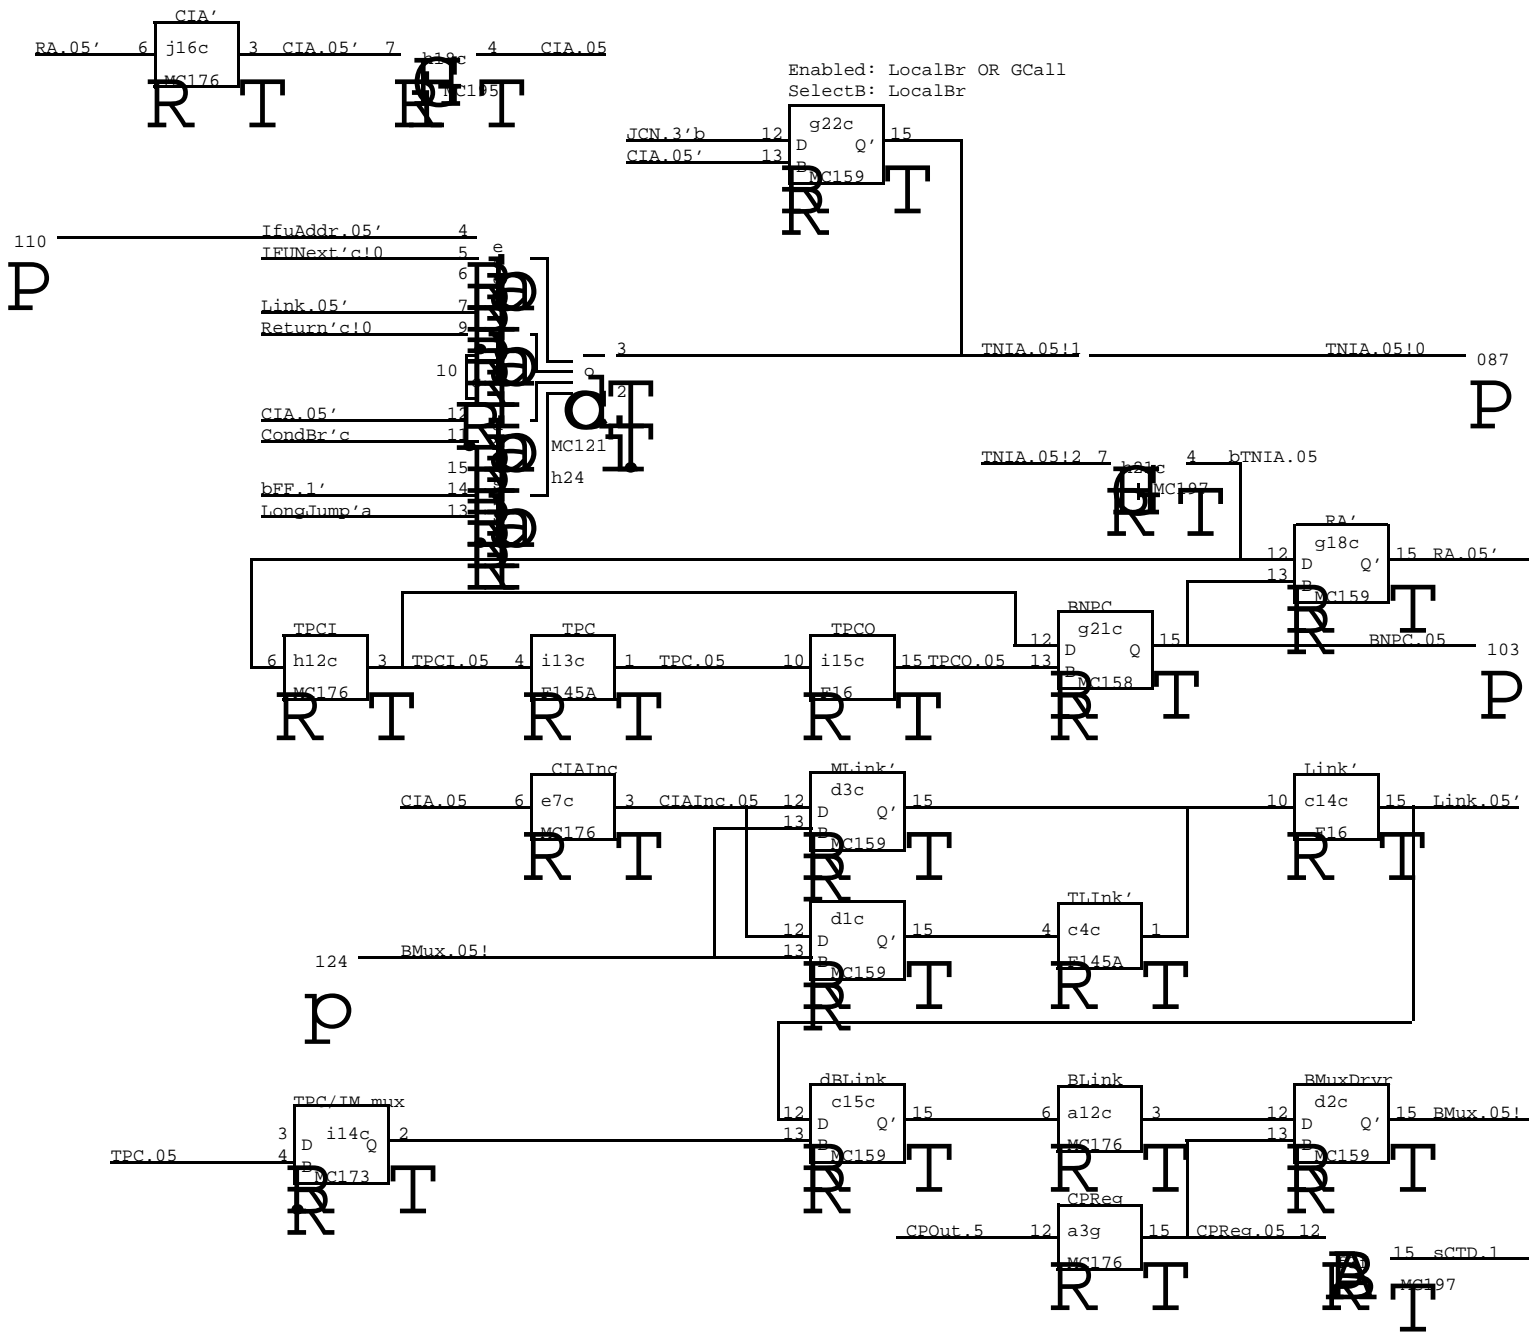 CIA'
RA.05' 6 j16c 3 CIA.05' 7 h19c 4 CIA.05
MC176 MC195
R T R T
Enabled: LocalBr OR GCall
SelectB: LocalBr
g22c
JCN.3'b 12 D Q' 15
CIA.05' 13 B
MC159
R T
R
IfuAddr.05' 4
110 IFUNext'c!0 5 e
P 6
Link.05' 7
Return'c!0 9
3 TNIA.05!1 TNIA.05!0 087
10 o 2 P
CIA.05' 12
CondBr'c 11 MC121
15 h24
bFF.1' 14
LongJump'a 13
TNIA.05!2 7 h21c 4 bTNIA.05
MC197
R T
RA'
g18c
12 D Q' 15 RA.05'
13 B
MC159
R T
R
BNPC
g21c
12 D Q 15 BNPC.05 103
13 B P
MC158
R T
R
TPCI TPC TPCO
6 h12c 3 TPCI.05 4 i13c 1 TPC.05 10 i15c 15 TPCO.05
MC176 F145A F16
R T R T R T
CIAInc MLink' Link'
CIA.05 6 e7c 3 CIAInc.05 12 d3c 15 10 c14c 15 Link.05'
D Q'
13 B
MC176 MC159 F16
R T R T R T
R
TLInk'
d1c
12 D Q' 15 4 c4c 1
124 BMux.05! 13 B
MC159 F145A
R T R T
R
p
dBLink BLink BMuxDrvr
TPC/IM mux c15c a12c d2c
12 D Q' 15 6 3 12 D Q' 15 BMux.05!
3 D i14c Q 2 13 B 13 B
TPC.05 4 B MC159 MC176 MC159
MC173 R T R T R T
R T R R
R
CPReg
CPOut.5 12 a3g 15 CPReg.05 12
MC176 15 sCTD.1
R T MC197
R T